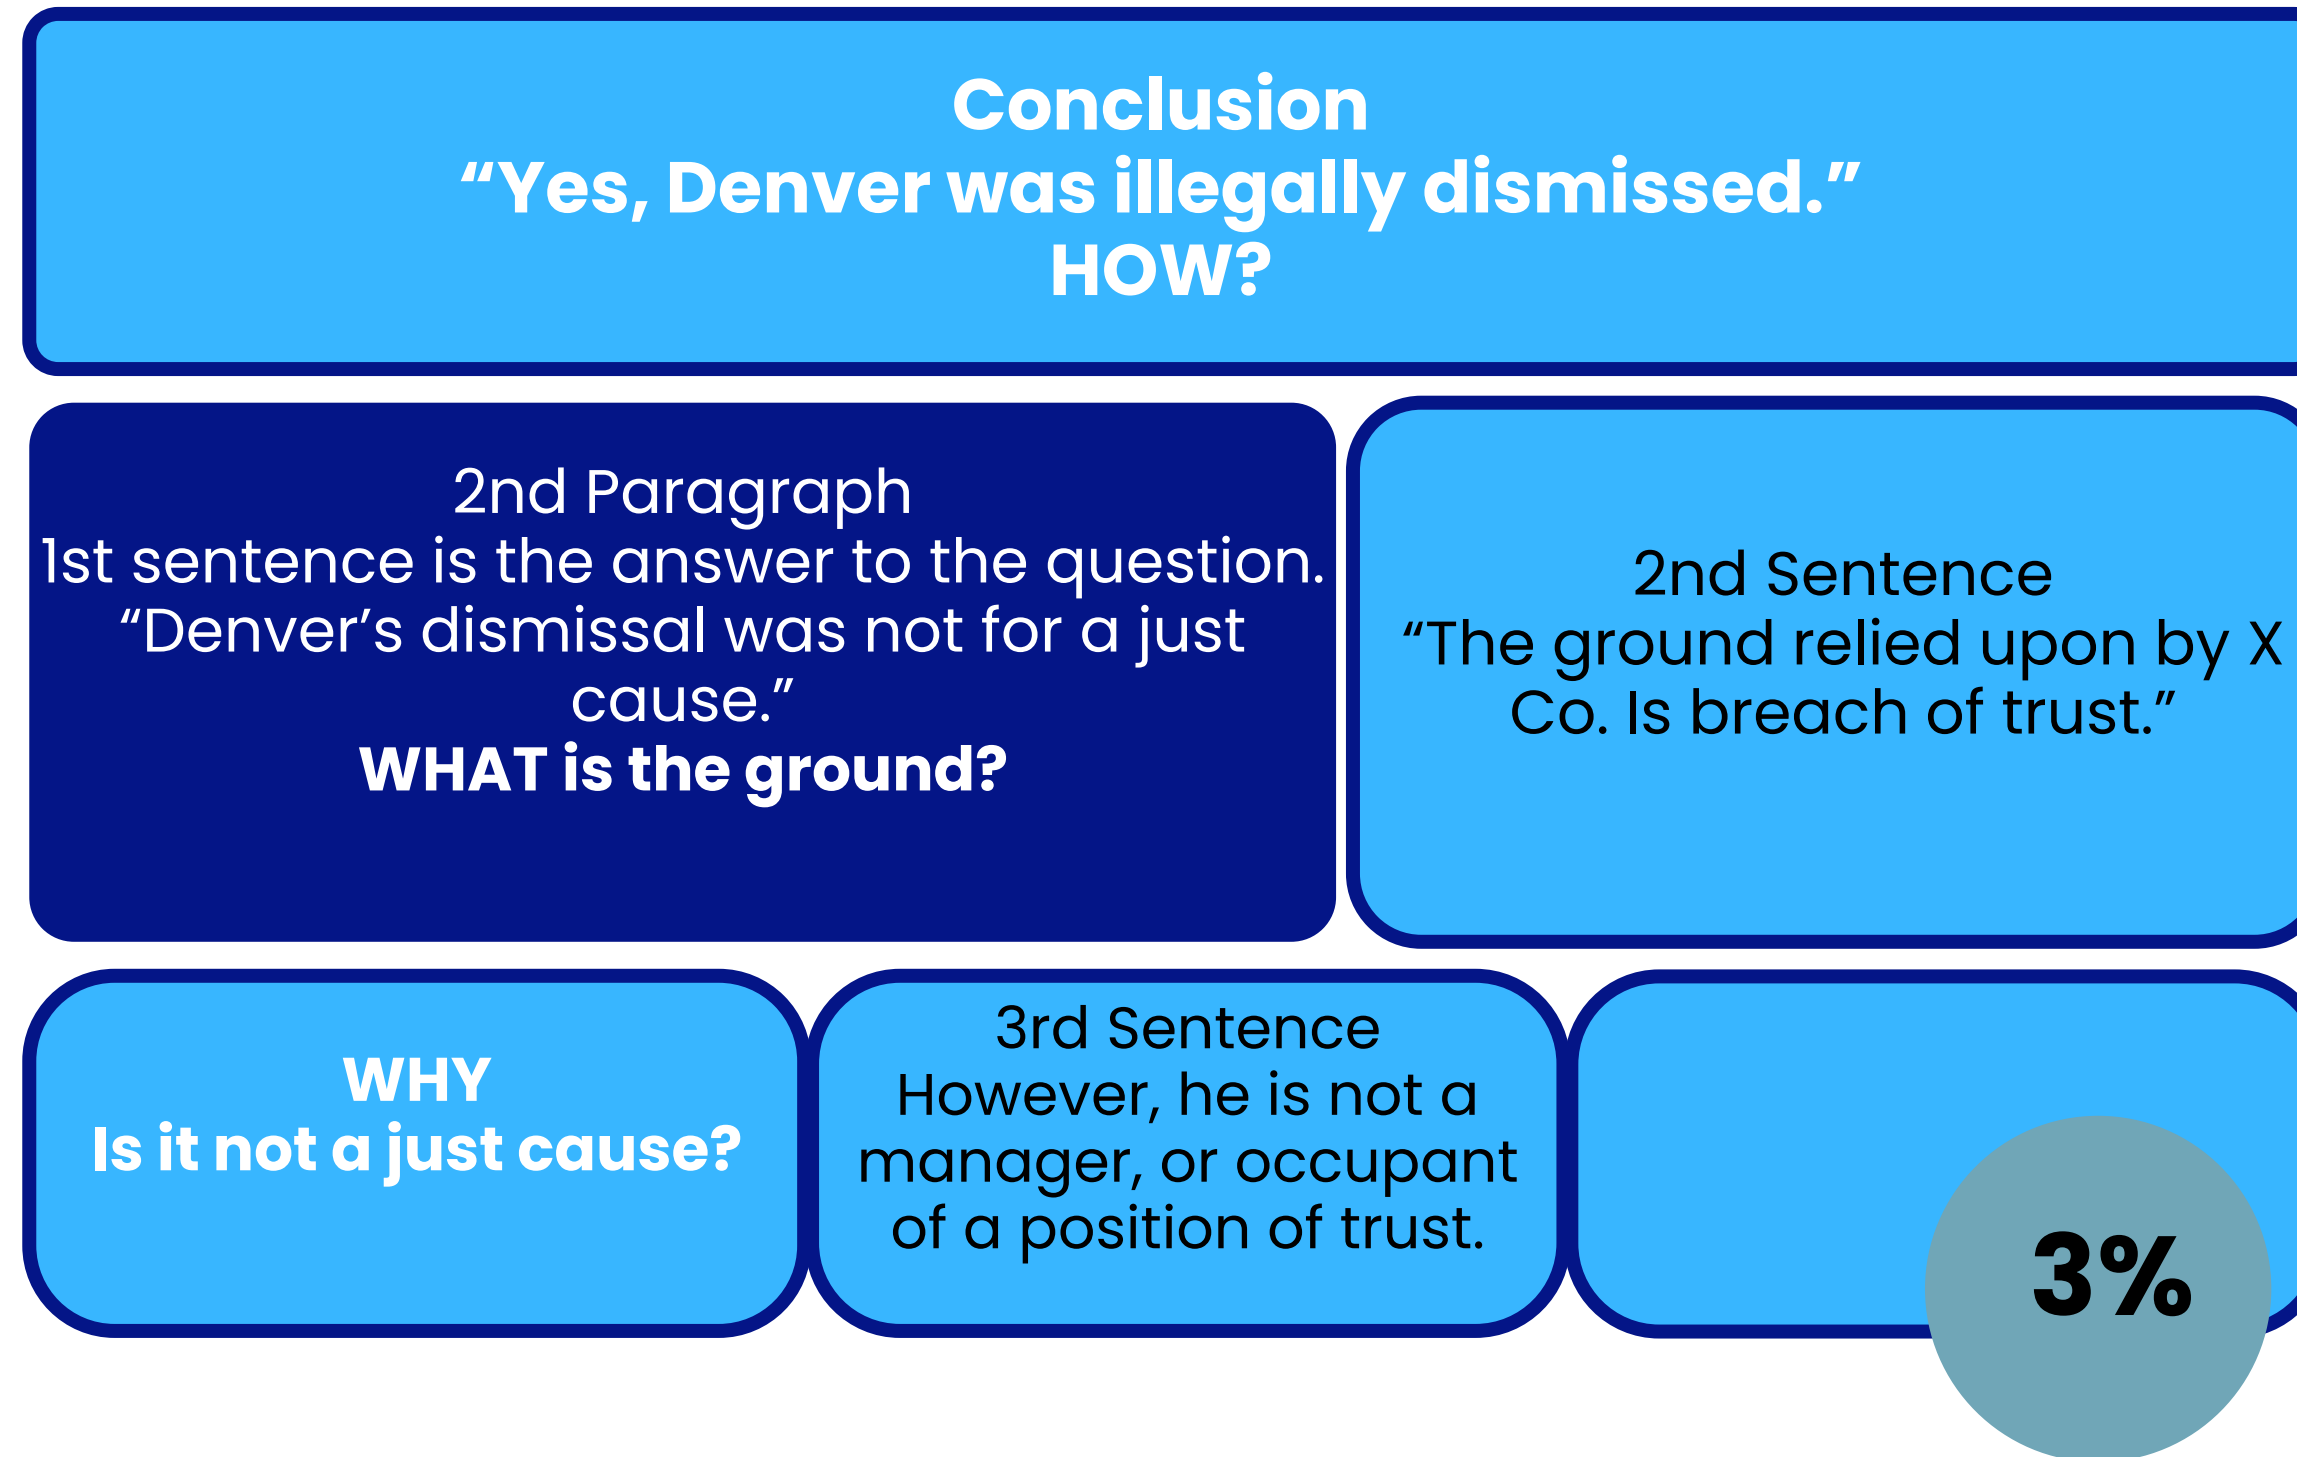 Conclusion
“Yes, Denver was illegally dismissed.”
HOW?
2nd Paragraph
1st sentence is the answer to the question.
“Denver’s dismissal was not for a just
cause.”
WHAT is the ground?
2nd Sentence
“The ground relied upon by X
Co. Is breach of trust.”
WHY
Is it not a just cause?
3rd Sentence
However, he is not a
manager, or occupant
of a position of trust.
3%